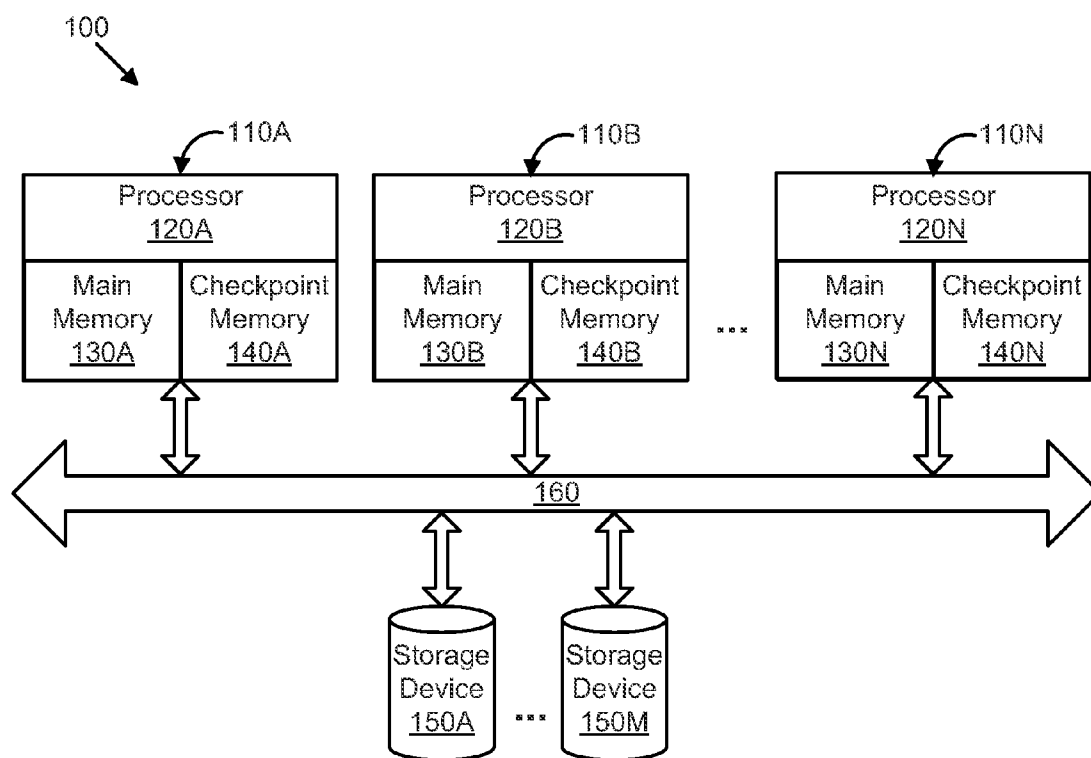 100
110A
110B
110N
Processor
120A
Processor
120B
Processor
120N
Main
Memory
130A
Checkpoint
Memory
140A
Main
Memory
130B
Checkpoint
Memory
140B
...
Main
Memory
130N
Checkpoint
Memory
140N
160
Storage
Device
150A
...
Storage
Device
150M